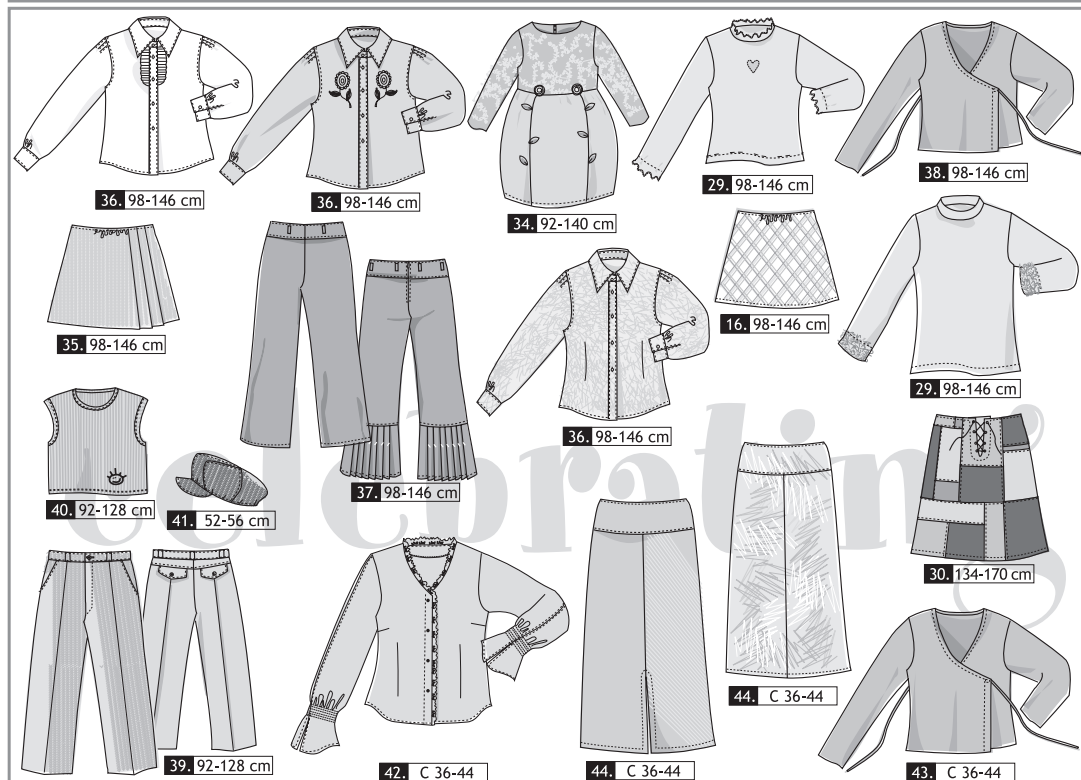 36. 98-146 cm
36. 98-146 cm
34. 92-140 cm
29. 98-146 cm
38. 98-146 cm
35. 98-146 cm
37. 98-146 cm
36. 98-146 cm
16. 98-146 cm
29. 98-146 cm
40. 92-128 cm
41. 52-56 cm
celebrating
30. 134-170 cm
39. 92-128 cm
42. C 36-44
44. C 36-44
44. C 36-44
43. C 36-44